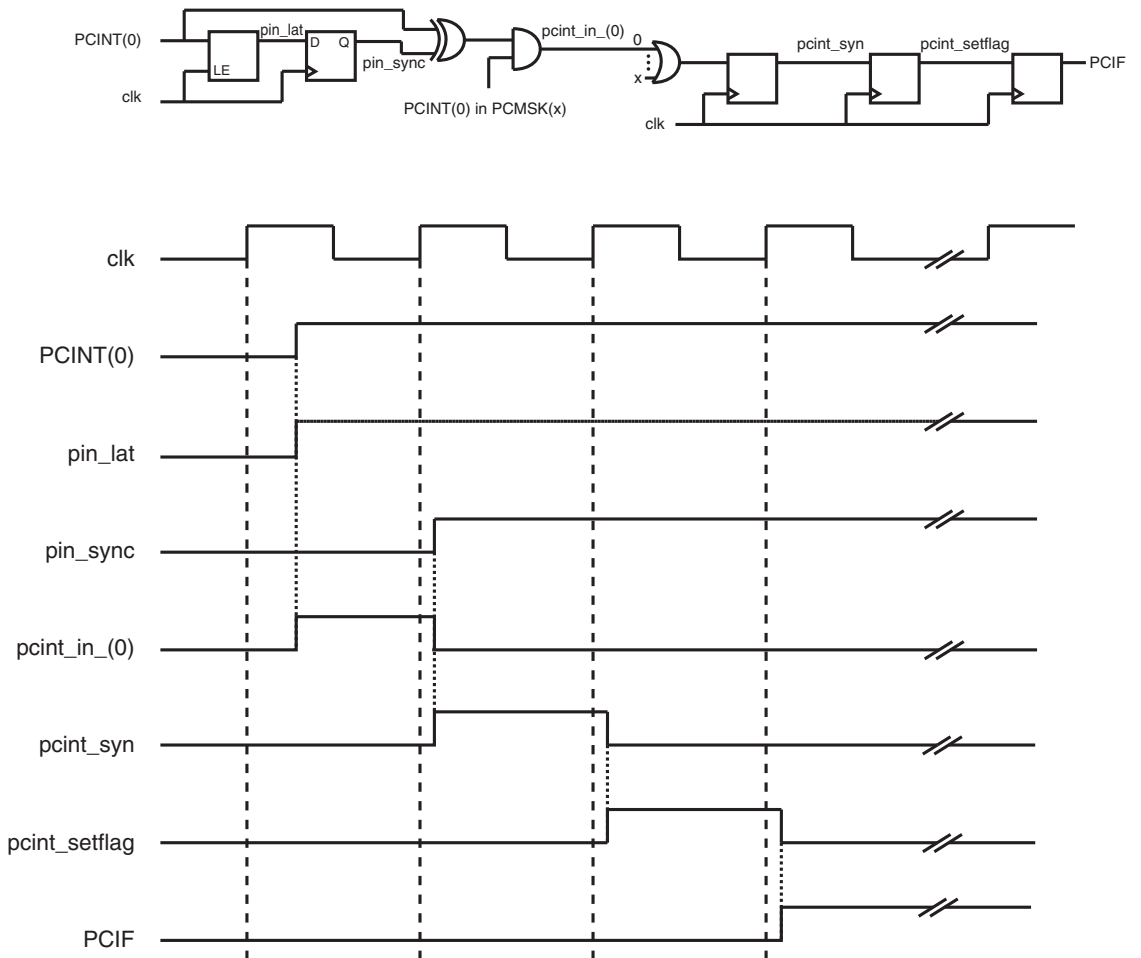 PCINT(0)
pin_lat
LE
D Q
pin_sync
clk
PCINT(0) in PCMSK(x)
pcint_in_(0)
0
x
clk
pcint_syn
pcint_setflag
PCIF
clk
PCINT(0)
pin_lat
pin_sync
pcint_in_(0)
pcint_syn
pcint_setflag
PCIF